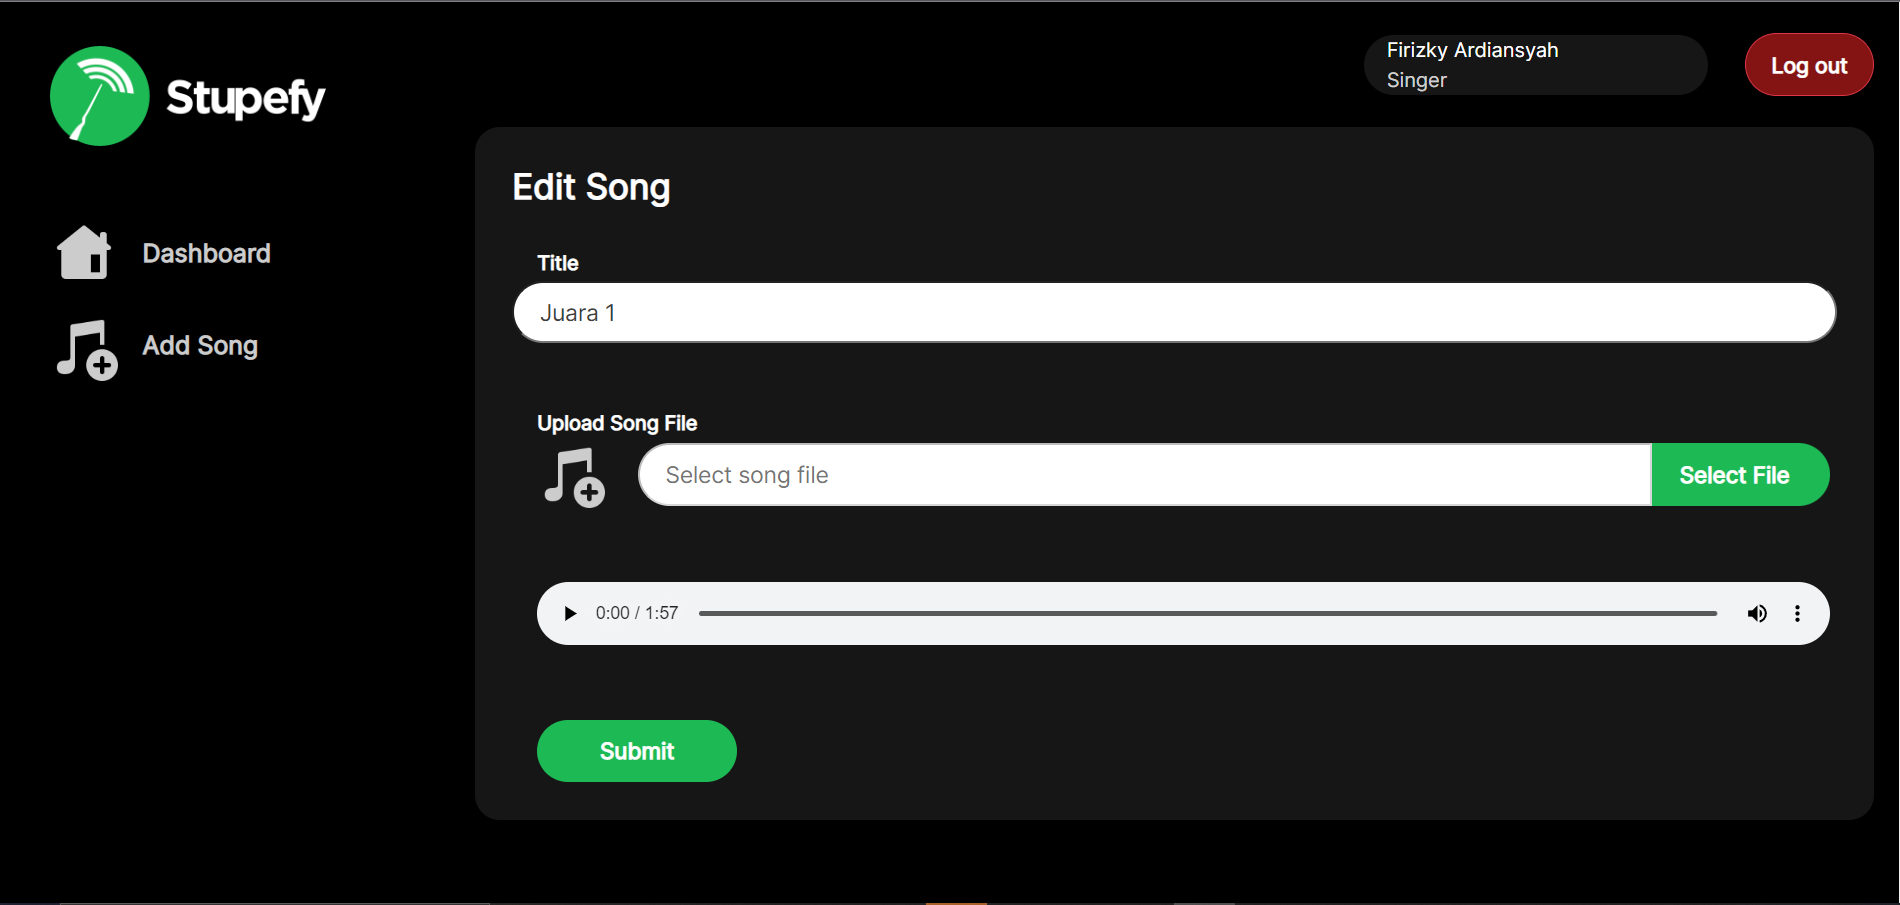 Stupefy
Firizky Ardiansyah
Singer
Log out
Dashboard
Add Song
Edit Song
Title
Juara 1
Upload Song File
Select song file
Select File
0:00 / 1:57
Submit